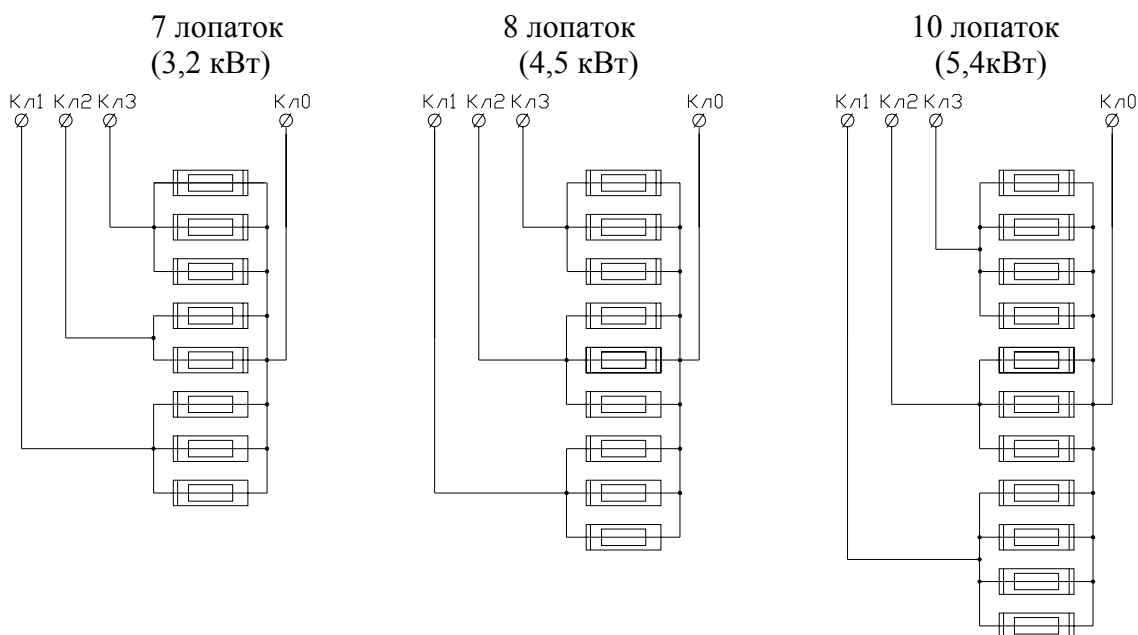 7 лопаток
(3,2 кВт)
Кл1 Кл2 Кл3 Кл0
8 лопаток
(4,5 кВт)
Кл1 Кл2 Кл3 Кл0
10 лопаток
(5,4кВт)
Кл1 Кл2 Кл3 Кл0